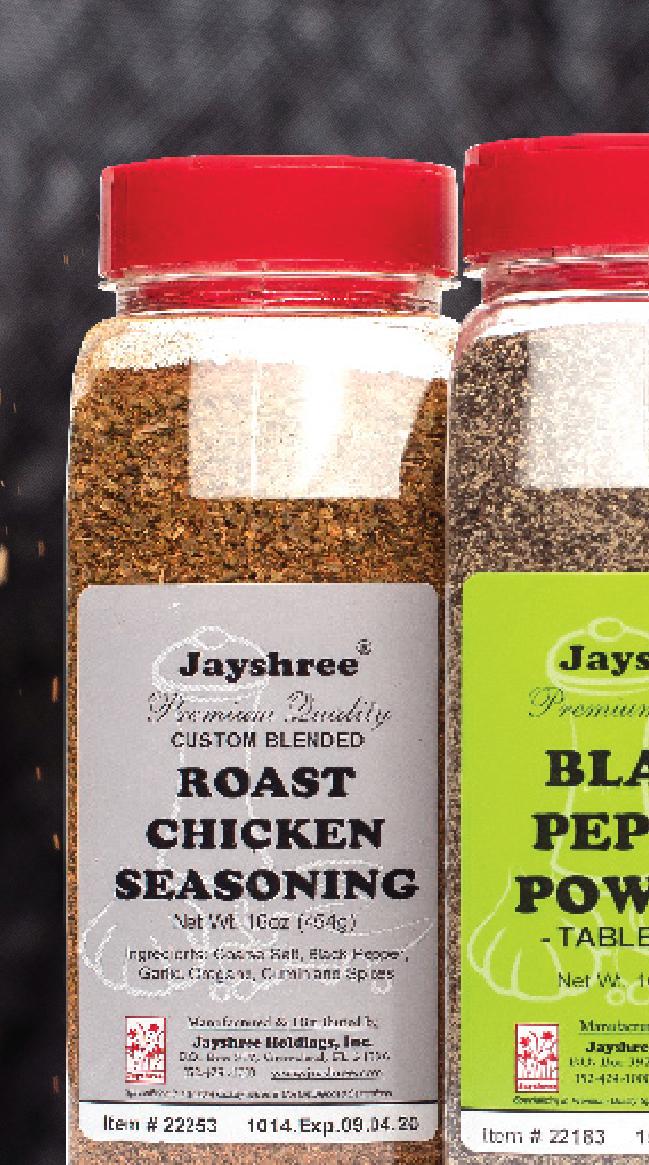 Jayshree®
Premium Quality
CUSTOM BLENDED
ROAST
CHICKEN
SEASONING
Net Wt. 16oz (454g)
Ingredients: Coarse Salt, Black Pepper,
Garlic, Oregano, Cumin and Spices
Manufactured & Distributed by
Jayshree Holdings, Inc.
Item # 22253 1014.Exp.09.04.20
Jays
Premium
BLA
PEP
POW
- TABLE
Net Wt. 1
Manufactur
Jayshre
Item # 22183